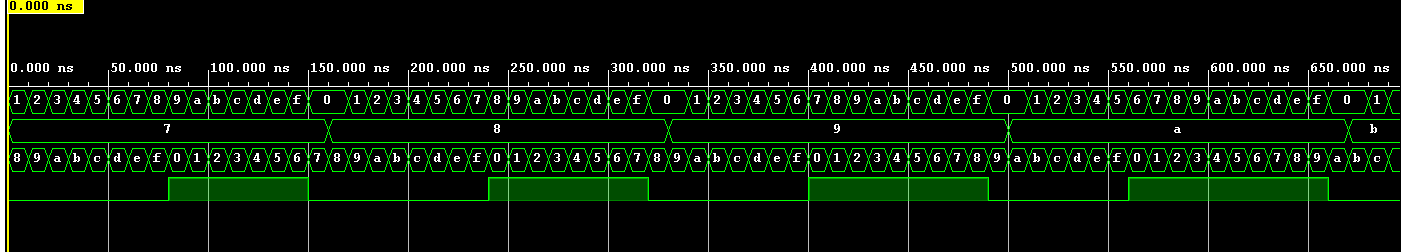 0.000 ns
0.000 ns 50.000 ns 100.000 ns 150.000 ns 200.000 ns 250.000 ns 300.000 ns 350.000 ns 400.000 ns 450.000 ns 500.000 ns 550.000 ns 600.000 ns 650.000 ns
1 2 3 4 5 6 7 8 9 a b c d e f 0 1 2 3 4 5 6 7 8 9 a b c d e f 0 1 2 3 4 5 6 7 8 9 a b c d e f 0 1 2 3 4 5 6 7 8 9 a b c d e f 0 1
7 8 9 a b
8 9 a b c d e f 0 1 2 3 4 5 6 7 8 9 a b c d e f 0 1 2 3 4 5 6 7 8 9 a b c d e f 0 1 2 3 4 5 6 7 8 9 a b c d e f 0 1 2 3 4 5 6 7 8 9 a b c